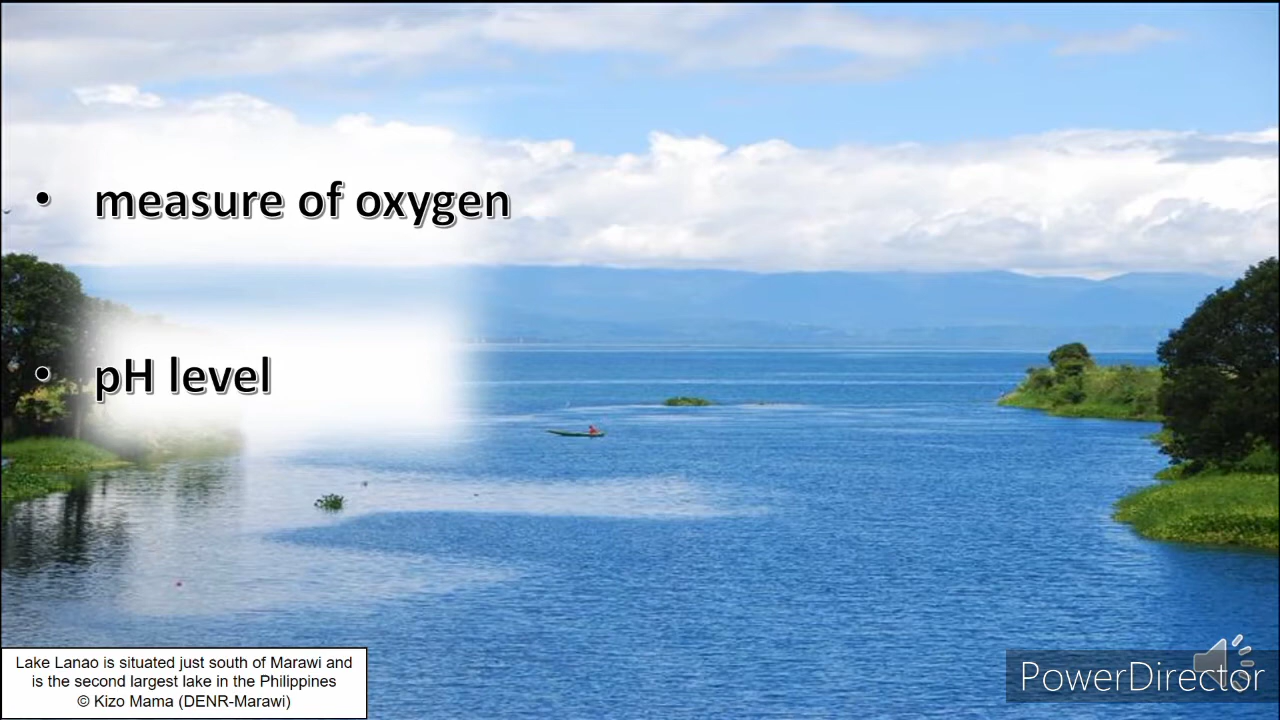 • measure of oxygen
• pH level
Lake Lanao is situated just south of Marawi and
is the second largest lake in the Philippines
© Kizo Mama (DENR-Marawi)
PowerDirector